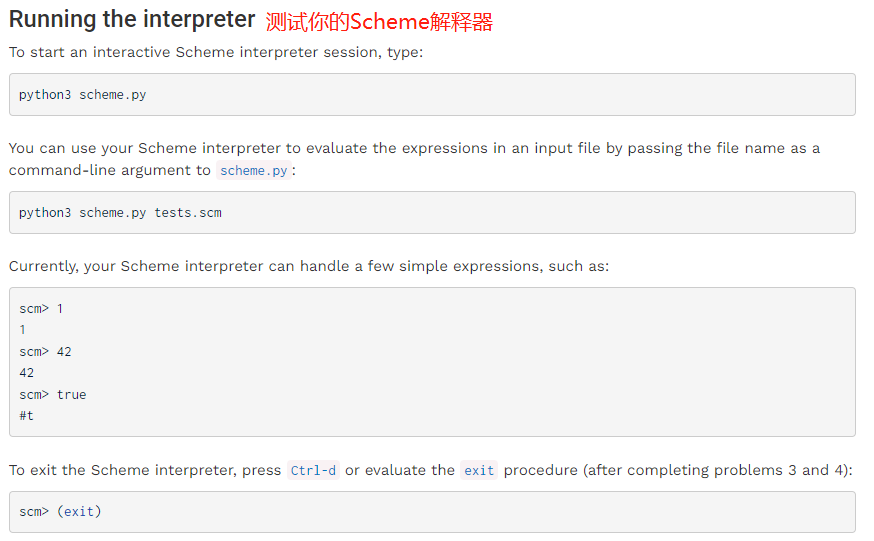 Running the interpreter 测试你的Scheme解释器
To start an interactive Scheme interpreter session, type:
python3 scheme.py
You can use your Scheme interpreter to evaluate the expressions in an input file by passing the file name as a
command-line argument to scheme.py:
python3 scheme.py tests.scm
Currently, your Scheme interpreter can handle a few simple expressions, such as:
scm> 1
1
scm> 42
42
scm> true
#t
To exit the Scheme interpreter, press Ctrl-d or evaluate the exit procedure (after completing problems 3 and 4):
scm> (exit)